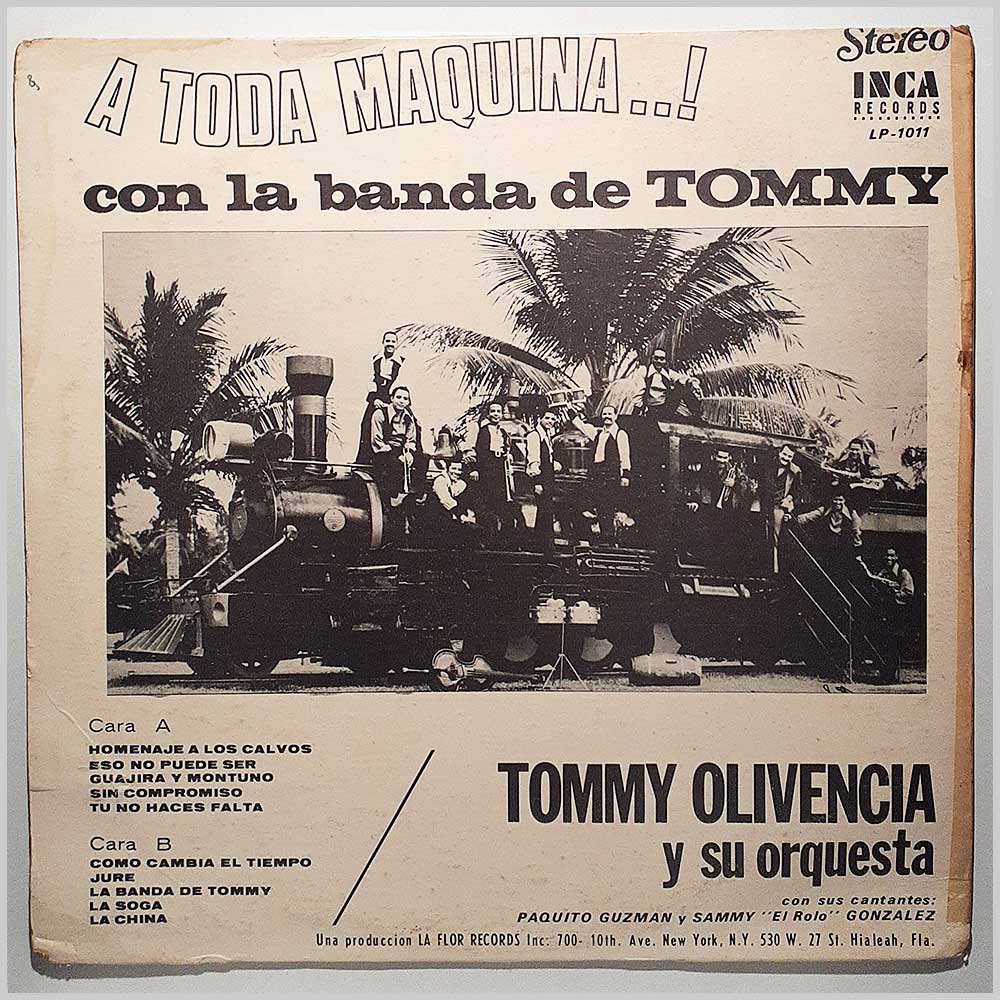 A TODA MAQUINA..!
Stereo
INCA
RECORDS
LP-1011
con la banda de TOMMY
Cara A
HOMENAJE A LOS CALVOS
ESO NO PUEDE SER
GUAJIRA Y MONTUNO
SIN COMPROMISO
TU NO HACES FALTA
Cara B
COMO CAMBIA EL TIEMPO
JURE
LA BANDA DE TOMMY
LA SOGA
LA CHINA
TOMMY OLIVENCIA
y su orquesta
con sus cantantes:
PAQUITO GUZMAN y SAMMY "El Rolo" GONZALEZ
Una produccion LA FLOR RECORDS Inc. 700- 10th. Ave. New York, N.Y. 530 W. 27 St. Hialeah, Fla.